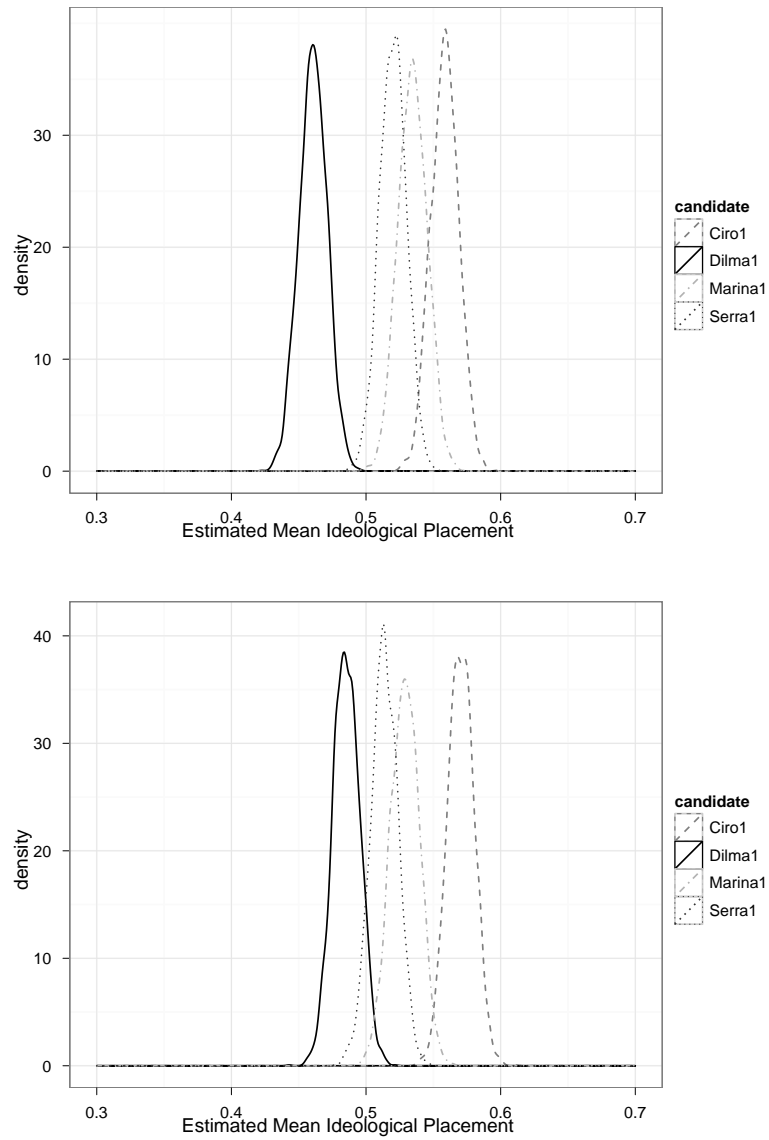 density
30
20
10
0
0.3 0.4 0.5 0.6 0.7
Estimated Mean Ideological Placement
candidate
Ciro1
Dilma1
Marina1
Serra1
density
40
30
20
10
0
0.3 0.4 0.5 0.6 0.7
Estimated Mean Ideological Placement
candidate
Ciro1
Dilma1
Marina1
Serra1